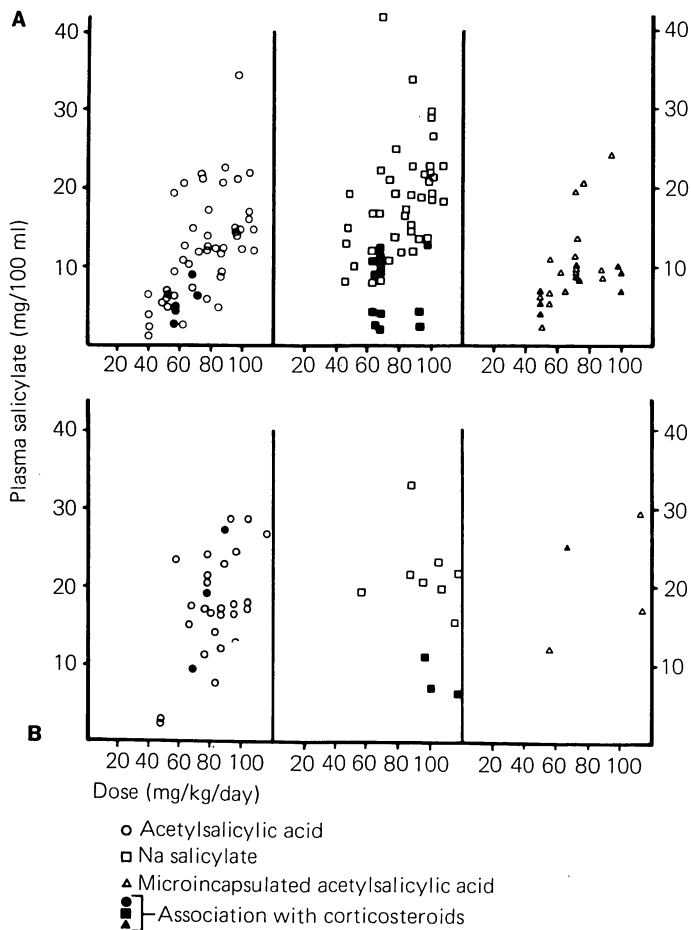 A
40 40
30 30
20 20
10 10
20 40 60 80 100 20 40 60 80 100 20 40 60 80 100
Plasma salicylate (mg/100 ml)
40 40
30 30
20 20
10 10
B
20 40 60 80 100 20 40 60 80 100 20 40 60 80 100
Dose (mg/kg/day)
Acetylsalicylic acid
Na salicylate
Microincapsulated acetylsalicylic acid
Association with corticosteroids